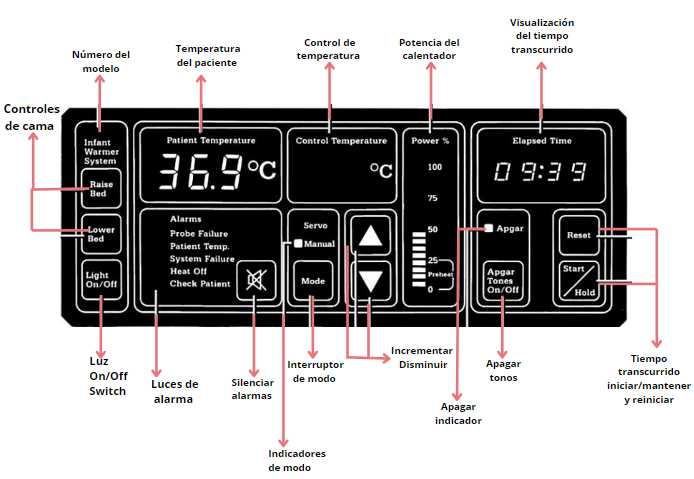 Visualización
del tiempo
transcurrido
Número del
modelo
Temperatura
del paciente
Control de
temperatura
Potencia del
calentador
Controles
de cama
Infant
Warmer
System
Raise
Bed
Lower
Bed
Light
On/Off
Patient Temperature
36.9 °C
Alarms
Probe Failure
Patient Temp.
System Failure
Heat Off
Check Patient
Control Temperature
°C
Servo
Manual
Mode
Power %
100
75
50
25
Preheat
0
Elapsed Time
09:39
Apgar
Apgar
Tones
On/Off
Reset
Start
Hold
Luz
On/Off
Switch
Luces de
alarma
Silenciar
alarmas
Interruptor
de modo
Incrementar
Disminuir
Apagar
tonos
Tiempo
transcurrido
iniciar/mantener
y reiniciar
Apagar
indicador
Indicadores
de modo